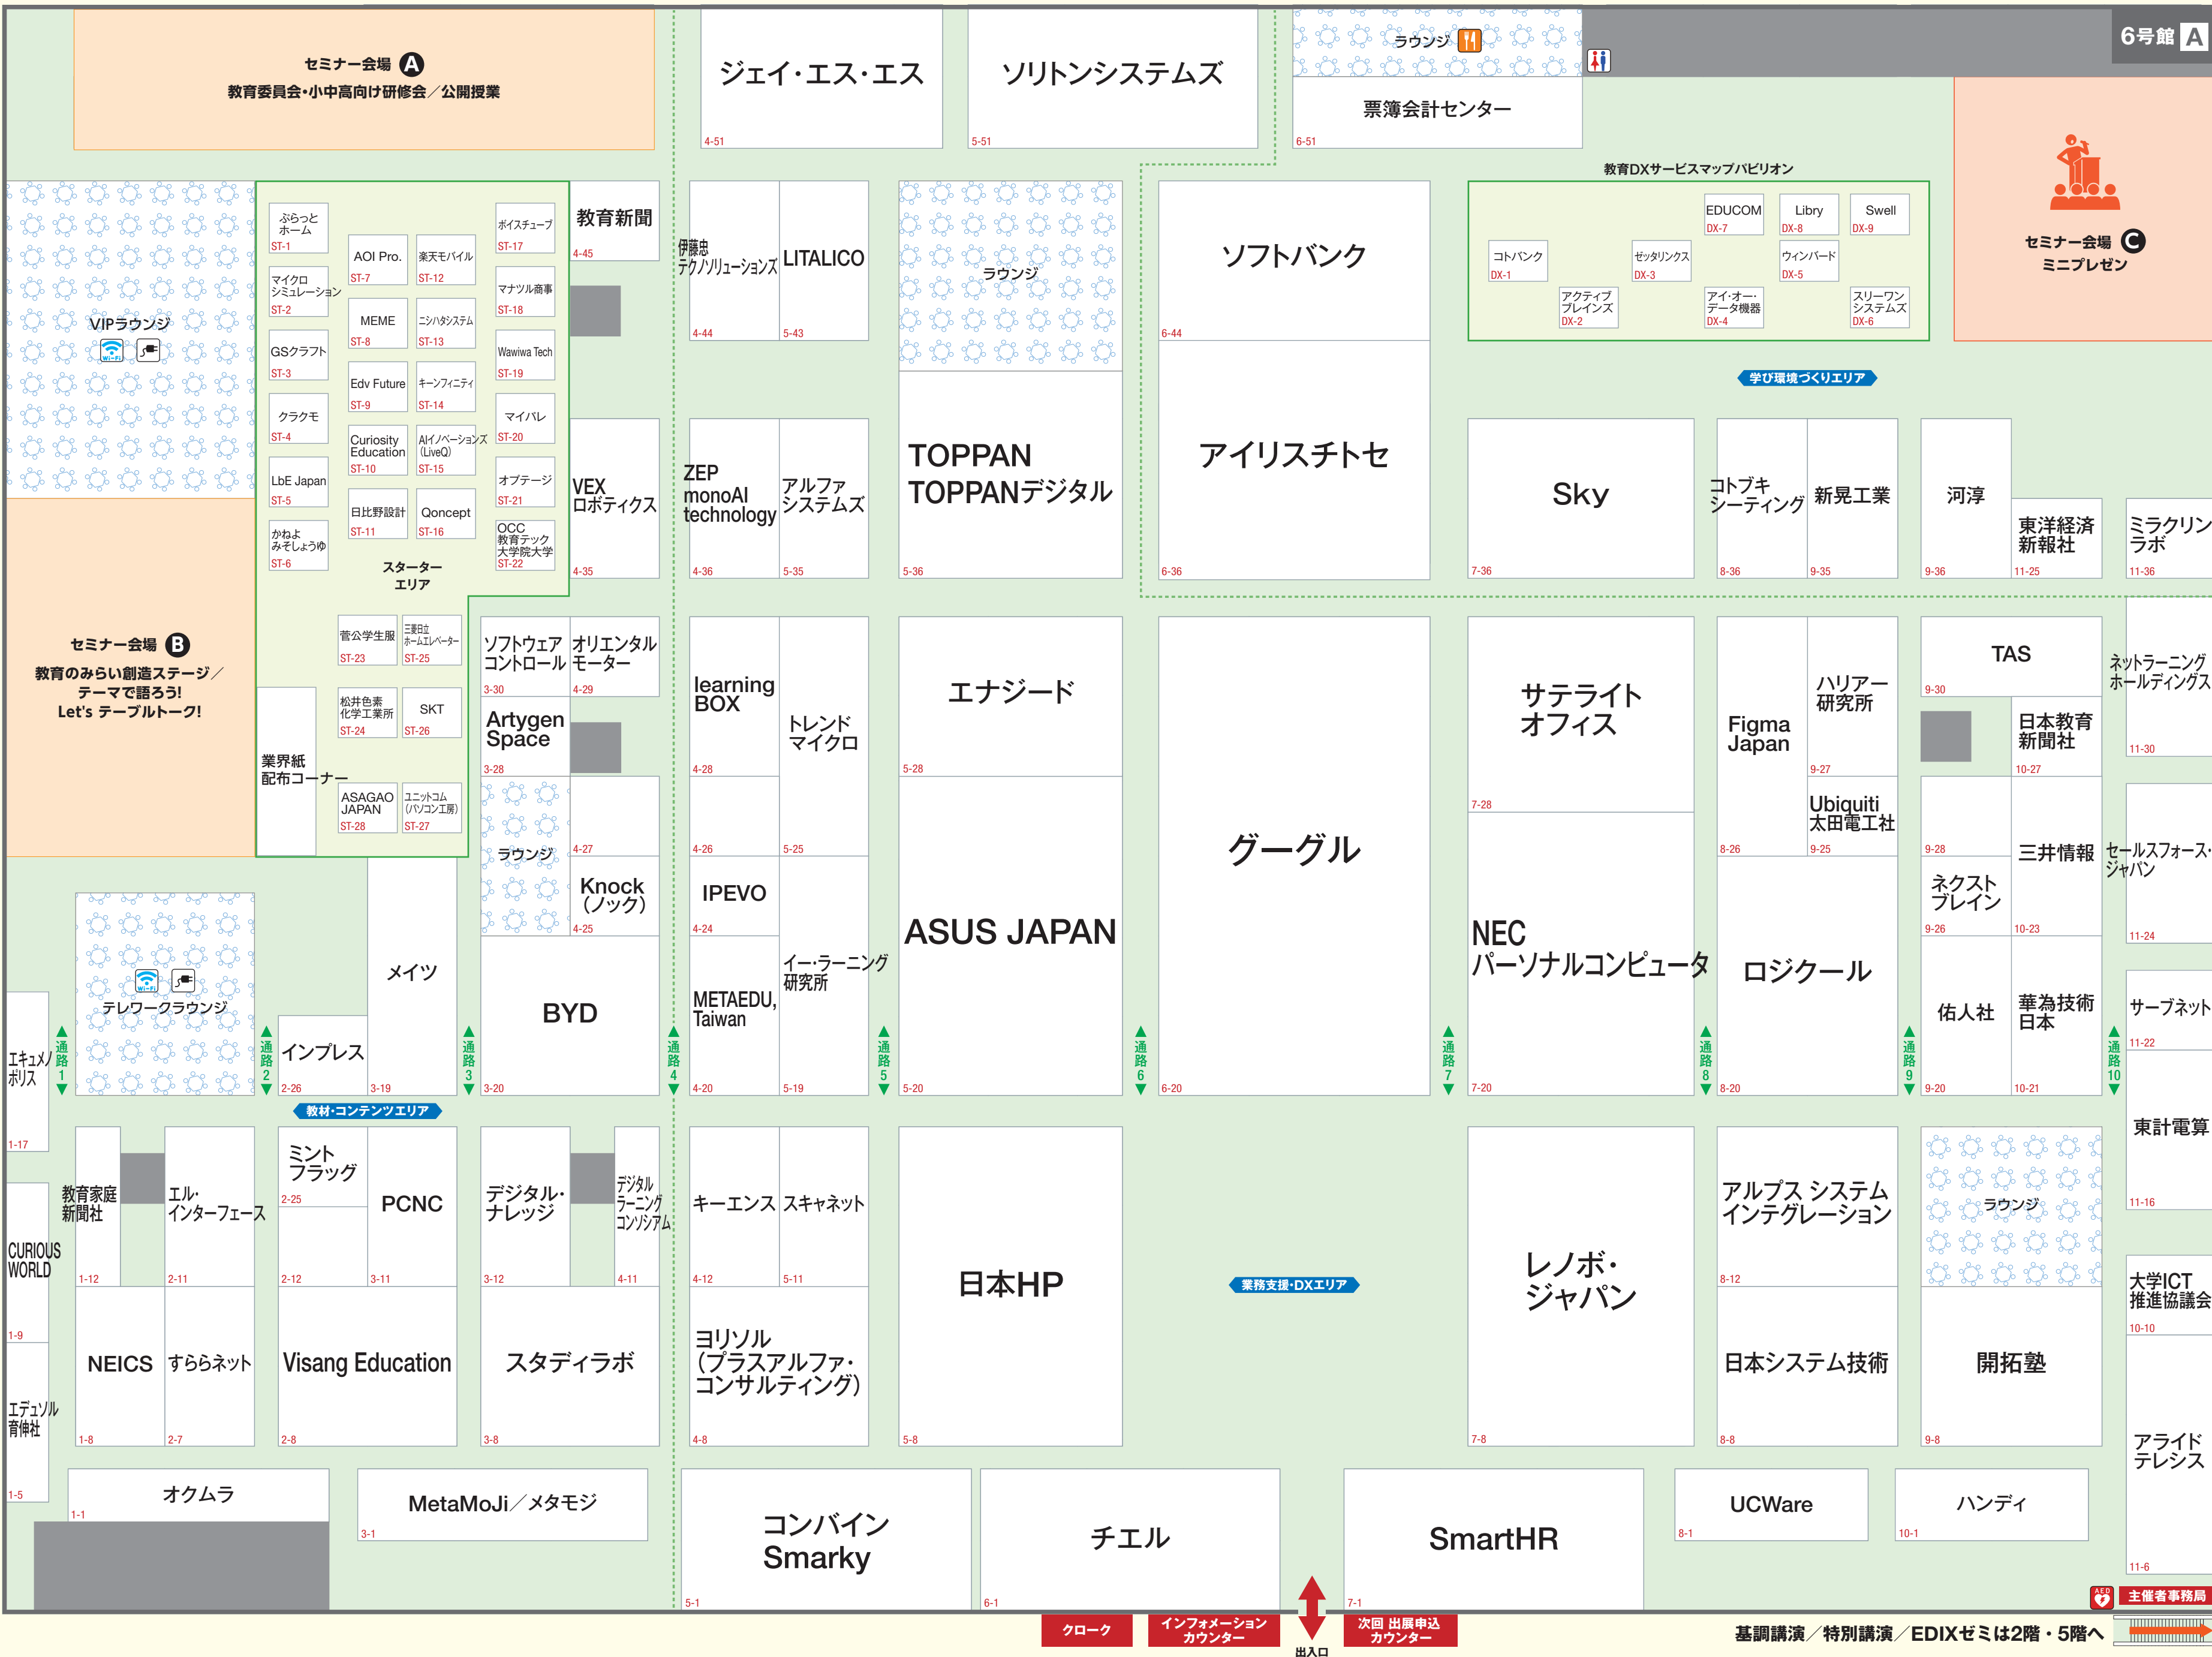 6号館 A
セミナー会場 A
教育委員会・小中高向け研修会／公開授業
ジェイ・エス・エス
4-51
ソリトンシステムズ
5-51
ラウンジ
票簿会計センター
6-51
教育DXサービスマップパビリオン
EDUCOM
DX-7
Libry
DX-8
Swell
DX-9
コトバンク
DX-1
ゼッタリンクス
DX-3
ウィンバード
DX-5
アクティブ
ブレインズ
DX-2
アイ・オー・
データ機器
DX-4
スリーワン
システムズ
DX-6
セミナー会場 C
ミニプレゼン
学び環境づくりエリア
VIPラウンジ
Wi-Fi
ぷらっと
ホーム
ST-1
マイクロ
シミュレーション
ST-2
GSクラフト
ST-3
クラクモ
ST-4
LbE Japan
ST-5
かねよ
みそしょうゆ
ST-6
AOI Pro.
ST-7
MEME
ST-8
Edv Future
ST-9
Curiosity
Education
ST-10
日比野設計
ST-11
楽天モバイル
ST-12
ニシハタシステム
ST-13
キーンフィニティ
ST-14
AIイノベーションズ
（LiveQ）
ST-15
Qoncept
ST-16
ボイスチューブ
ST-17
マナツル商事
ST-18
Wawiwa Tech
ST-19
マイパレ
ST-20
オプテージ
ST-21
OCC
教育テック
大学院大学
ST-22
スターター
エリア
菅公学生服
ST-23
三菱日立
ホームエレベーター
ST-25
松井色素
化学工業所
ST-24
SKT
ST-26
ASAGAO
JAPAN
ST-28
ユニットコム
（パソコン工房）
ST-27
業界紙
配布コーナー
セミナー会場 B
教育のみらい創造ステージ／
テーマで語ろう!
Let's テーブルトーク!
教育新聞
4-45
伊藤忠
テクノソリューションズ
4-44
LITALICO
5-43
ラウンジ
ソフトバンク
6-44
VEX
ロボティクス
4-35
ZEP
monoAI
technology
4-36
アルファ
システムズ
5-35
TOPPAN
TOPPANデジタル
5-36
アイリスチトセ
6-36
Sky
7-36
コトブキ
シーティング
8-36
新晃工業
9-35
河淳
9-36
東洋経済
新報社
11-25
ミラクリン
ラボ
11-36
ソフトウェア
コントロール
3-30
オリエンタル
モーター
4-29
Artygen
Space
3-28
ラウンジ
4-27
Knock
（ノック）
4-25
learning
BOX
4-28
4-26
トレンド
マイクロ
5-25
IPEVO
4-24
エナジード
5-28
グーグル
6-20
サテライト
オフィス
7-28
Figma
Japan
8-26
ハリアー
研究所
9-27
Ubiquiti
太田電工社
9-25
TAS
9-30
日本教育
新聞社
10-27
9-28
三井情報
10-23
ネクスト
ブレイン
9-26
ネットラーニング
ホールディングス
11-30
セールスフォース・
ジャパン
11-24
テレワークラウンジ
Wi-Fi
メイツ
3-19
インプレス
2-26
BYD
3-20
METAEDU,
Taiwan
4-20
イー・ラーニング
研究所
5-19
ASUS JAPAN
5-20
NEC
パーソナルコンピュータ
7-20
ロジクール
8-20
佑人社
9-20
華為技術
日本
10-21
サーブネット
11-22
エキュメノ
ポリス
1-17
通路1
通路2
通路3
通路4
通路5
通路6
通路7
通路8
通路9
通路10
教材・コンテンツエリア
教育家庭
新聞社
1-12
エル・
インターフェース
2-11
ミント
フラッグ
2-25
2-12
PCNC
3-11
デジタル・
ナレッジ
3-12
デジタル
ラーニング
コンソシアム
4-11
キーエンス
4-12
スキャネット
5-11
日本HP
5-8
業務支援・DXエリア
レノボ・
ジャパン
7-8
アルプス システム
インテグレーション
8-12
ラウンジ
東計電算
11-16
CURIOUS
WORLD
1-9
NEICS
1-8
すららネット
2-7
Visang Education
2-8
スタディラボ
3-8
ヨリソル
（プラスアルファ・
コンサルティング）
4-8
日本システム技術
8-8
開拓塾
9-8
大学ICT
推進協議会
10-10
エデュソル
育伸社
1-5
アライド
テレシス
11-6
オクムラ
1-1
MetaMoJi／メタモジ
3-1
コンバイン
Smarky
5-1
チエル
6-1
SmartHR
7-1
UCWare
8-1
ハンディ
10-1
AED
主催者事務局
クローク
インフォメーション
カウンター
出入口
次回 出展申込
カウンター
基調講演／特別講演／EDIXゼミは2階・5階へ